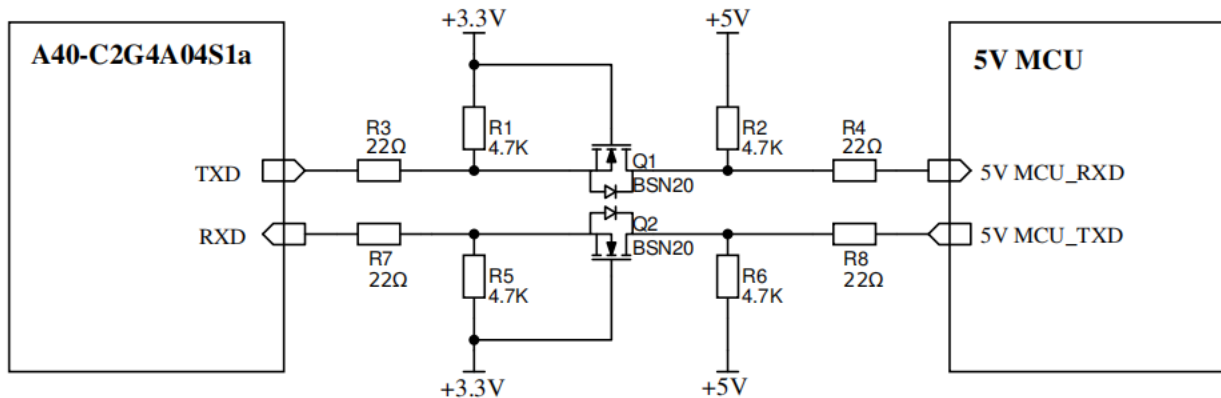 +3.3V
+5V
A40-C2G4A04S1a
5V MCU
R3
22Ω
R1
4.7K
R2
4.7K
R4
22Ω
TXD
Q1
BSN20
5V MCU_RXD
RXD
Q2
BSN20
5V MCU_TXD
R7
22Ω
R5
4.7K
R6
4.7K
R8
22Ω
+3.3V
+5V